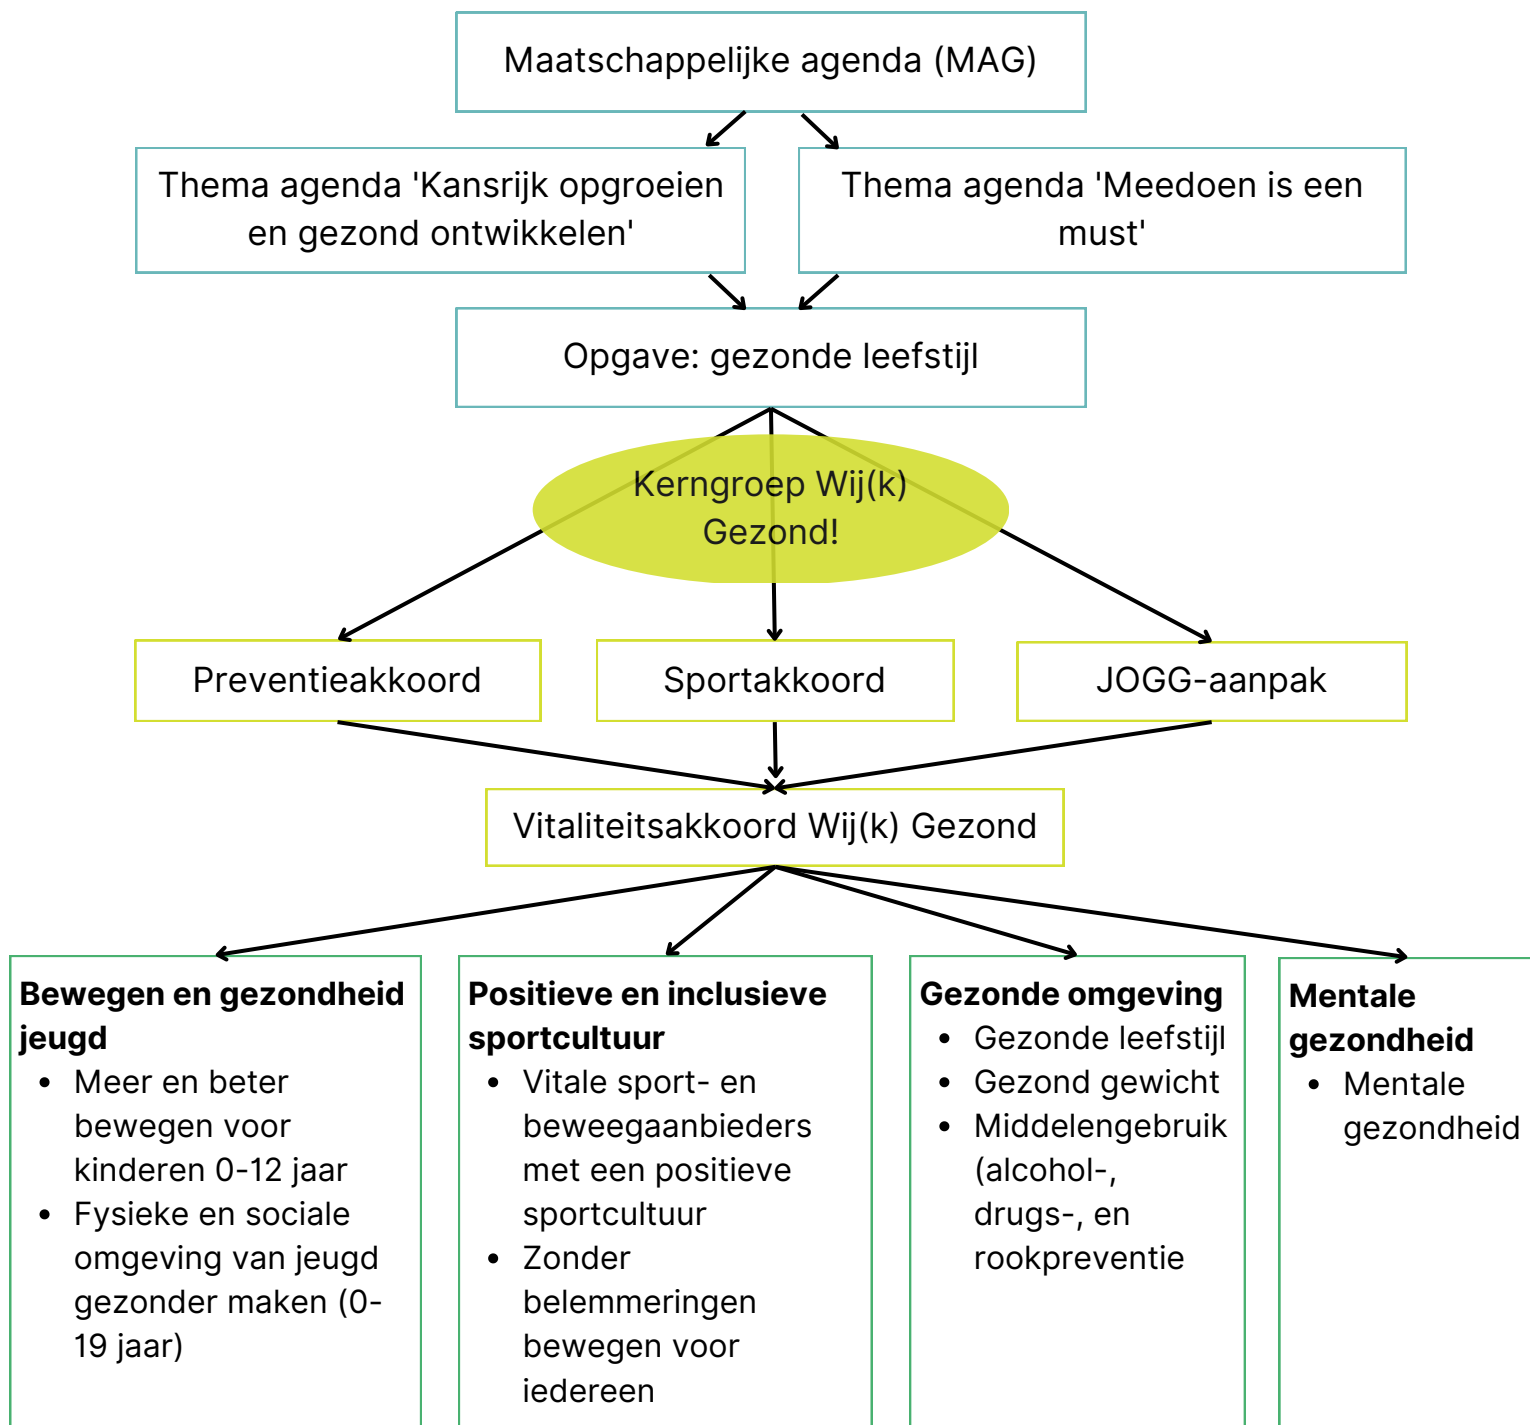 Maatschappelijke agenda (MAG)
Thema agenda 'Kansrijk opgroeien
en gezond ontwikkelen'
Thema agenda 'Meedoen is een
must'
Opgave: gezonde leefstijl
Kerngroep Wij(k)
Gezond!
Preventieakkoord
Sportakkoord
JOGG-aanpak
Vitaliteitsakkoord Wij(k) Gezond
Bewegen en gezondheid
jeugd
• Meer en beter
bewegen voor
kinderen 0-12 jaar
• Fysieke en sociale
omgeving van jeugd
gezonder maken (0-
19 jaar)
Positieve en inclusieve
sportcultuur
• Vitale sport- en
beweegaanbieders
met een positieve
sportcultuur
• Zonder
belemmeringen
bewegen voor
iedereen
Gezonde omgeving
• Gezonde leefstijl
• Gezond gewicht
• Middelengebruik
(alcohol-,
drugs-, en
rookpreventie
Mentale
gezondheid
• Mentale
gezondheid